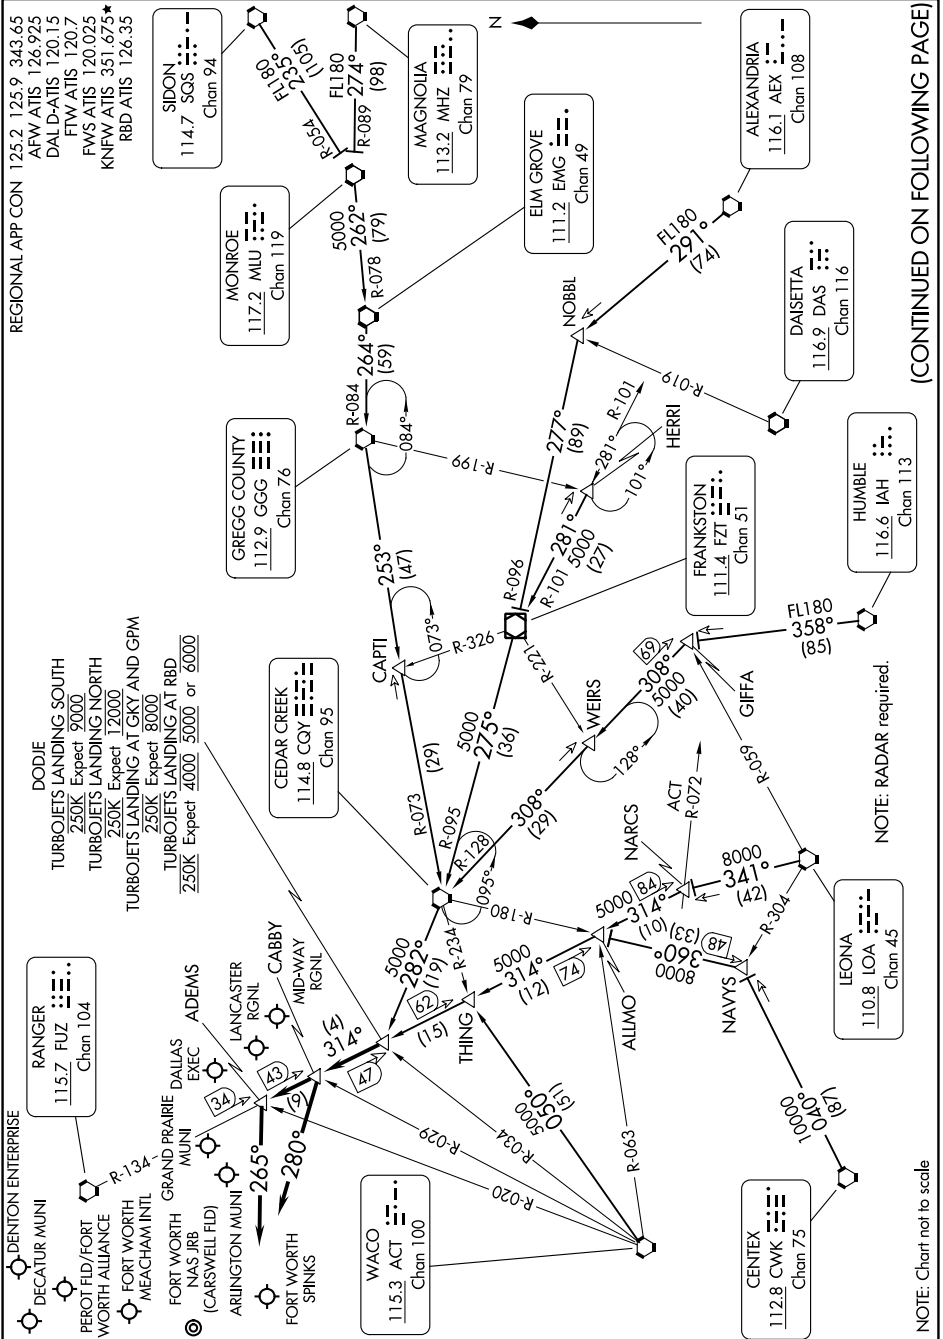 REGIONAL APP CON 125.2 125.9 343.65
AFW ATIS 126.925
DALD-ATIS 120.15
FTW ATIS 120.7
FWS ATIS 120.025
KNFW ATIS 351.675★
RBD ATIS 126.35
SIDON
114.7 SQS
Chan 94
FL180
235°
(105)
R-054
FL180
274°
(98)
R-089
MAGNOLIA
113.2 MHZ
Chan 79
N
MONROE
117.2 MLU
Chan 119
5000
262°
(79)
R-078
ELM GROVE
111.2 EMG
Chan 49
ALEXANDRIA
116.1 AEX
Chan 108
FL180
291°
(74)
NOBBL
DAISETTA
116.9 DAS
Chan 116
R-019
R-084
264°
(59)
084°
GREGG COUNTY
112.9 GGG
Chan 76
R-199
277°
(89)
R-096
281°
R-101
101°
HERRI
281°
5000
(27)
R-101
FRANKSTON
111.4 FZT
Chan 51
HUMBLE
116.6 IAH
Chan 113
FL180
358°
(85)
253°
(47)
CAPTI
073°
R-326
R-221
(29)
R-073
5000
275°
(36)
R-095
WEIRS
69
308°
5000
(40)
GIFFA
128°
308°
(29)
R-128
095°
CEDAR CREEK
114.8 CQY
Chan 95
DODJE
TURBOJETS LANDING SOUTH
250K Expect 9000
TURBOJETS LANDING NORTH
250K Expect 12000
TURBOJETS LANDING AT GKY AND GPM
250K Expect 8000
TURBOJETS LANDING AT RBD
250K Expect 4000 5000 or 6000
R-180
R-234
5000
282°
(19)
NARCS
ACT
R-072
R-059
NOTE: RADAR required.
5000
314°
(10)
84
8000
341°
(42)
R-304
LEONA
110.8 LOA
Chan 45
8000
360°
(33)
48
NAVYS
ALLMO
5000
314°
(12)
74
THING
62
(15)
5000
050°
(51)
10000
040°
(87)
CENTEX
112.8 CWK
Chan 75
RANGER
115.7 FUZ
Chan 104
R-134
ADEMS
LANCASTER
RGNL
CABBY
MID-WAY
RGNL
DALLAS
EXEC
GRAND PRAIRIE
MUNI
34
43
(9)
(4)
314°
47
265°
280°
R-029
R-034
R-020
R-063
WACO
115.3 ACT
Chan 100
DENTON ENTERPRISE
DECATUR MUNI
PEROT FLD/FORT
WORTH ALLIANCE
FORT WORTH
MEACHAM INTL
FORT WORTH
NAS JRB
(CARSWELL FLD)
ARLINGTON MUNI
FORT WORTH
SPINKS
NOTE: Chart not to scale
(CONTINUED ON FOLLOWING PAGE)